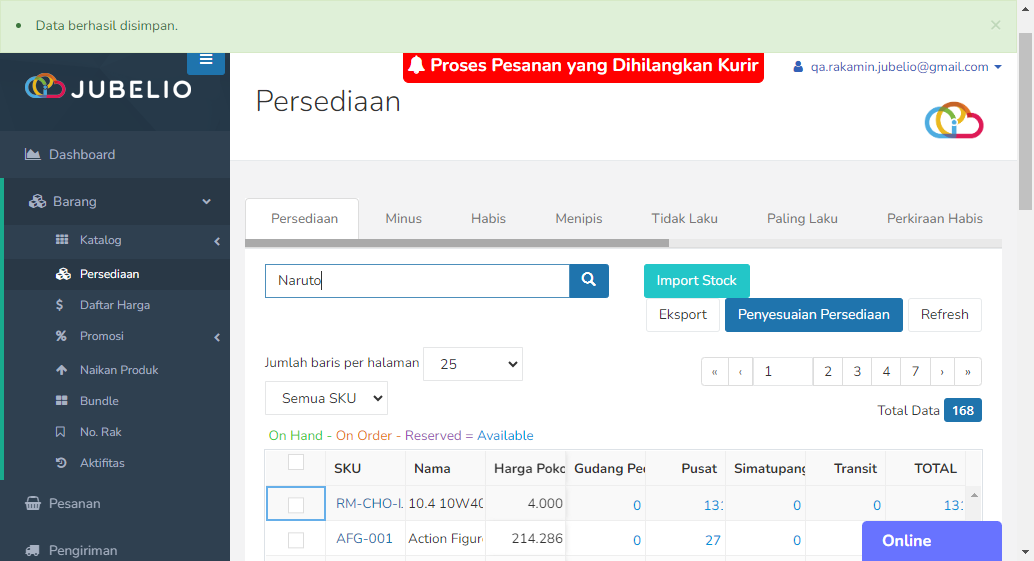 Data berhasil disimpan.
×
JUBELIO
Proses Pesanan yang Dihilangkan Kurir
qa.rakamin.jubelio@gmail.com
Persediaan
Dashboard
Barang
Katalog
Persediaan
Daftar Harga
Promosi
Naikan Produk
Bundle
No. Rak
Aktifitas
Pesanan
Pengiriman
Persediaan Minus Habis Menipis Tidak Laku Paling Laku Perkiraan Habis
Naruto
Import Stock
Eksport Penyesuaian Persediaan Refresh
Jumlah baris per halaman 25
« ‹ 1 2 3 4 7 › »
Semua SKU
Total Data 168
On Hand - On Order - Reserved = Available
SKU Nama Harga Poko Gudang Pe Pusat Simatupang Transit TOTAL
RM-CHO-I. 10.4 10W40 4.000 0 131 0 0 131
AFG-001 Action Figur 214.286 0 27 0
Online